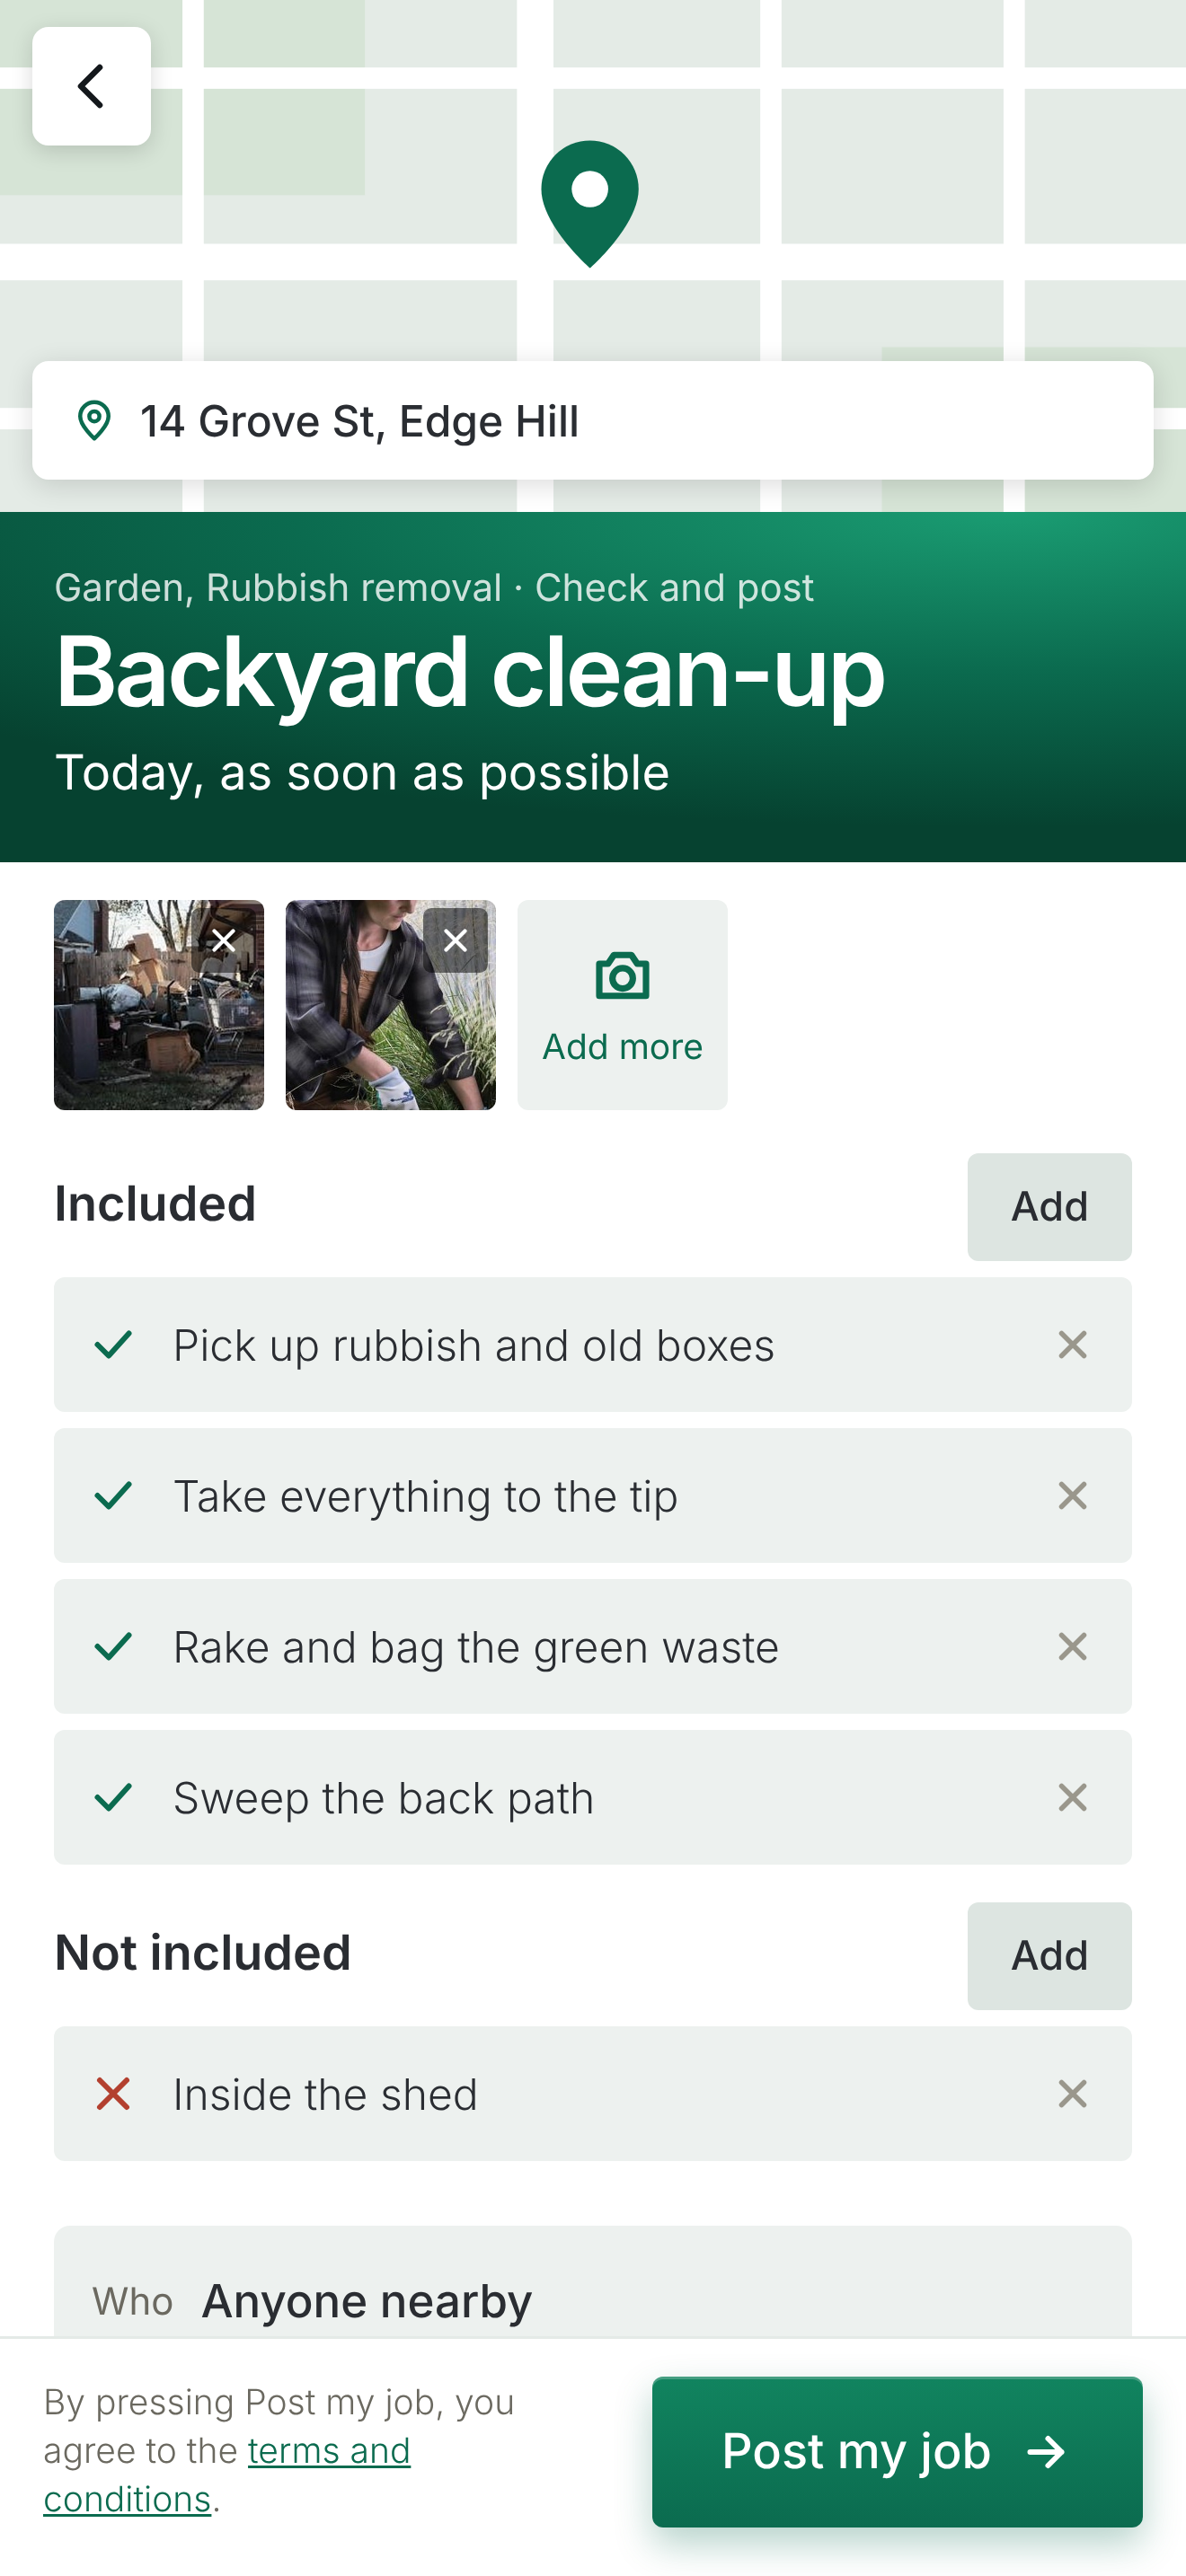 14 Grove St, Edge Hill
Garden, Rubbish removal · Check and post
Backyard clean-up
Today, as soon as possible
Add more
Included
Add
Pick up rubbish and old boxes
Take everything to the tip
Rake and bag the green waste
Sweep the back path
Not included
Add
Inside the shed
Who Anyone nearby
By pressing Post my job, you
agree to the terms and
conditions.
Post my job